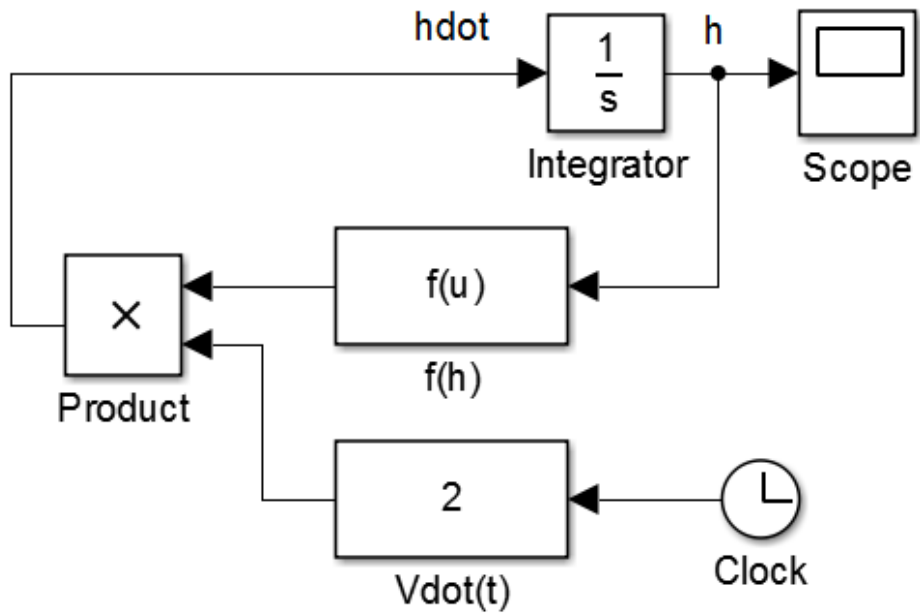 hdot
h
1
s
Integrator
Scope
f(u)
f(h)
×
Product
2
Vdot(t)
Clock